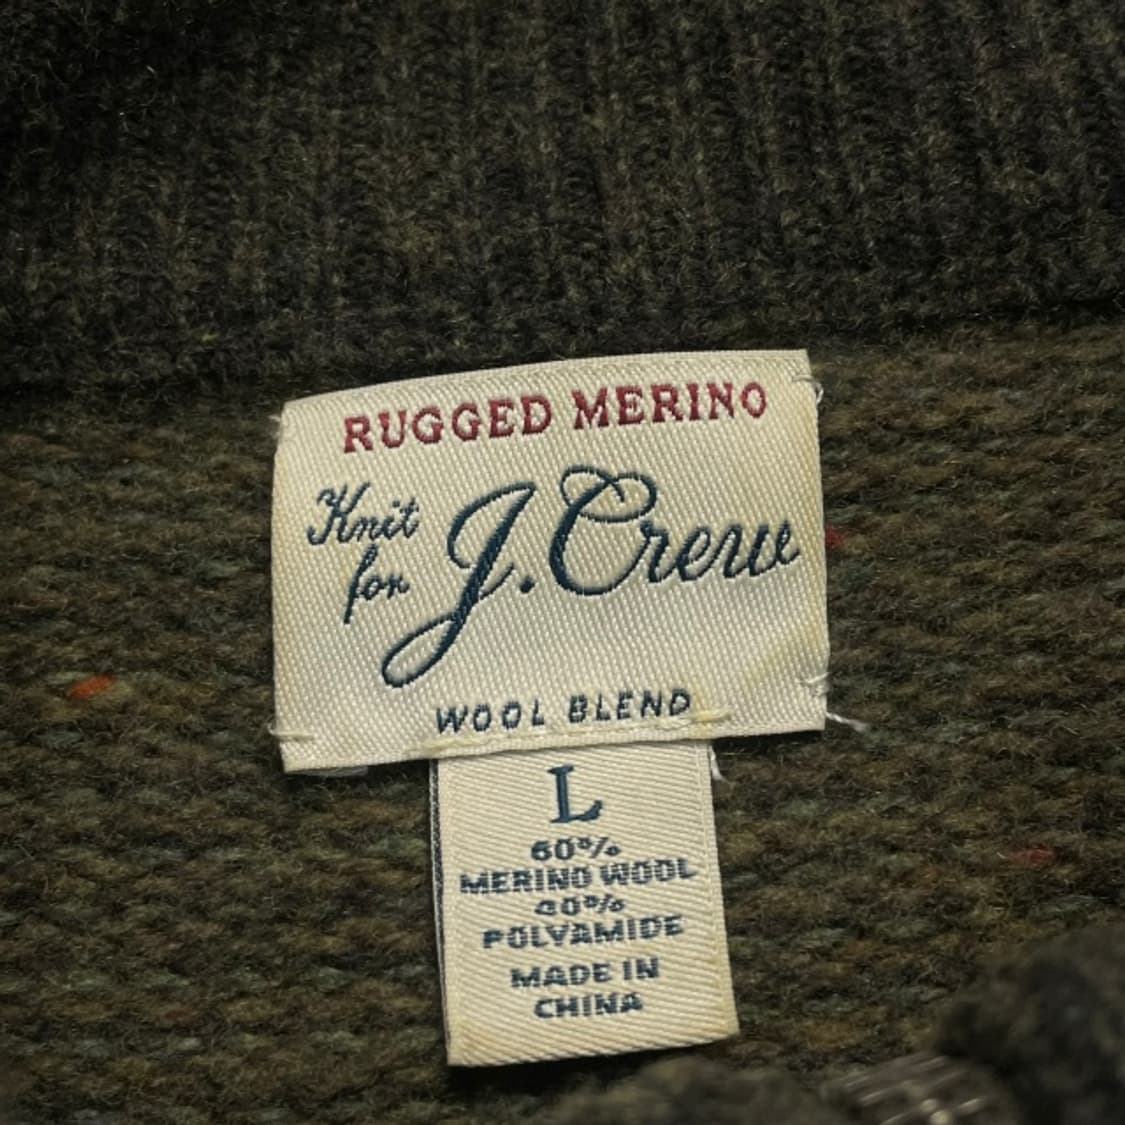 RUGGED MERINO
Knit
for J.Crew
WOOL BLEND
L
60%
MERINO WOOL
40%
POLYAMIDE
MADE IN
CHINA